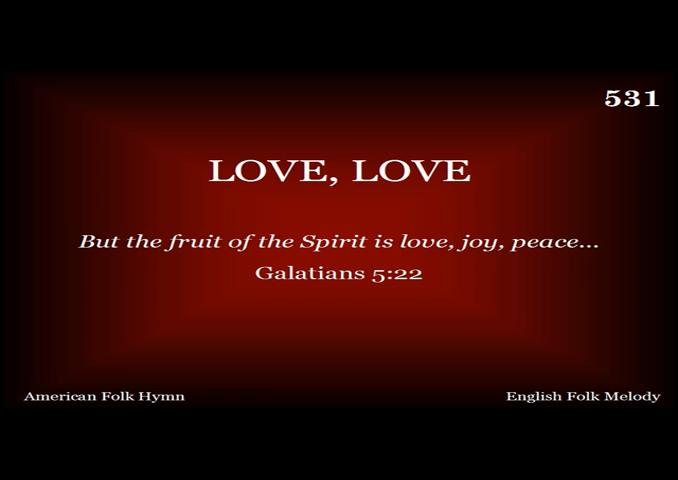 531
LOVE, LOVE
But the fruit of the Spirit is love, joy, peace...
Galatians 5:22
American Folk Hymn
English Folk Melody